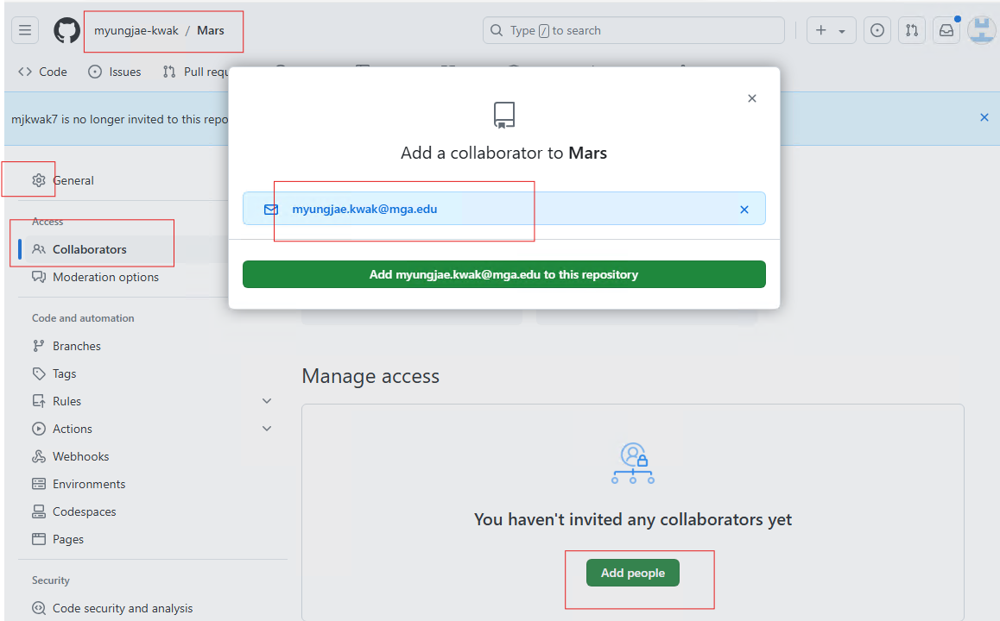 myungjae-kwak / Mars
Type / to search
Code
Issues
Pull requ
mjkwak7 is no longer invited to this repo
Add a collaborator to Mars
myungjae.kwak@mga.edu
Add myungjae.kwak@mga.edu to this repository
General
Access
Collaborators
Moderation options
Code and automation
Branches
Tags
Rules
Actions
Webhooks
Environments
Codespaces
Pages
Security
Code security and analysis
Manage access
You haven't invited any collaborators yet
Add people